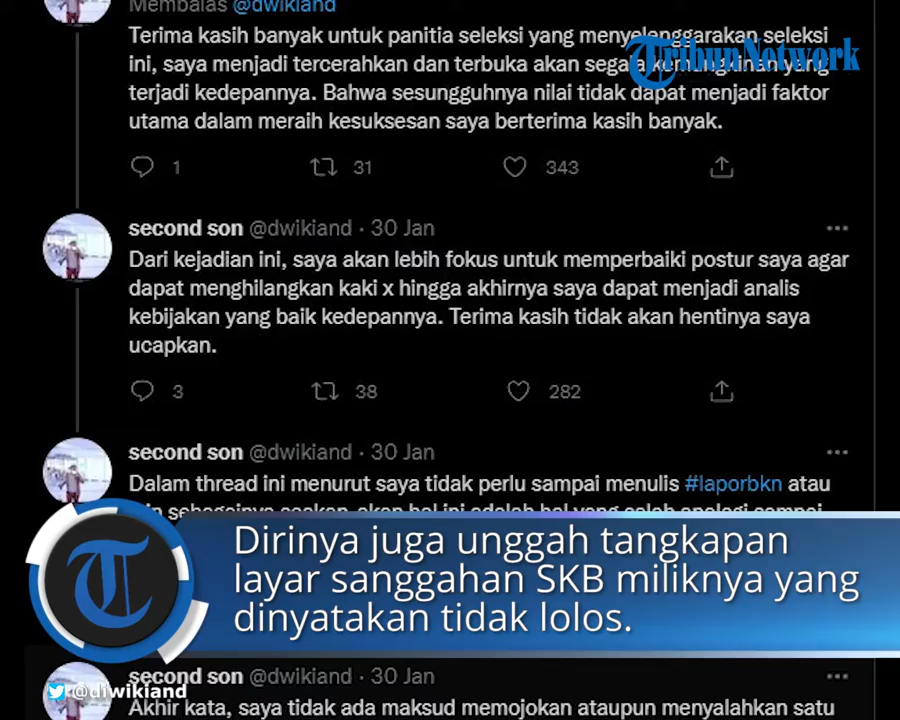 Membalas @dwikiand
Terima kasih banyak untuk panitia seleksi yang menyelenggarakan seleksi
ini, saya menjadi tercerahkan dan terbuka akan segala kemungkinan yang
TribunNetwork
terjadi kedepannya. Bahwa sesungguhnya nilai tidak dapat menjadi faktor
utama dalam meraih kesuksesan saya berterima kasih banyak.
1 31 343
second son @dwikiand · 30 Jan ...
Dari kejadian ini, saya akan lebih fokus untuk memperbaiki postur saya agar
dapat menghilangkan kaki x hingga akhirnya saya dapat menjadi analis
kebijakan yang baik kedepannya. Terima kasih tidak akan hentinya saya
ucapkan.
3 38 282
second son @dwikiand · 30 Jan ...
Dalam thread ini menurut saya tidak perlu sampai menulis #laporbkn atau
T
Dirinya juga unggah tangkapan
layar sanggahan SKB miliknya yang
dinyatakan tidak lolos.
second son @dwikiand · 30 Jan ...
@diwikiand
Akhir kata, saya tidak ada maksud memojokan ataupun menyalahkan satu